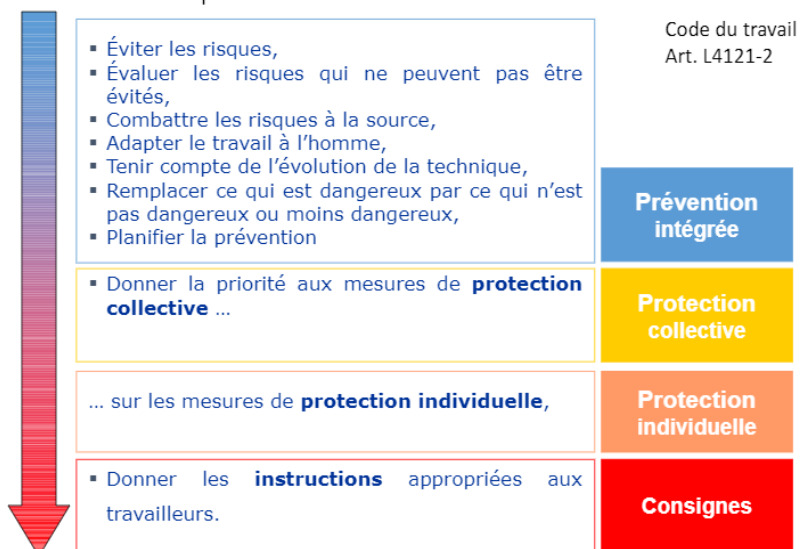 Code du travail
Art. L4121-2
▪ Éviter les risques,
▪ Évaluer les risques qui ne peuvent pas être
évités,
▪ Combattre les risques à la source,
▪ Adapter le travail à l’homme,
▪ Tenir compte de l’évolution de la technique,
▪ Remplacer ce qui est dangereux par ce qui n’est
pas dangereux ou moins dangereux,
▪ Planifier la prévention
Prévention
intégrée
▪ Donner la priorité aux mesures de protection
collective …
Protection
collective
… sur les mesures de protection individuelle,
Protection
individuelle
▪ Donner les instructions appropriées aux
travailleurs.
Consignes